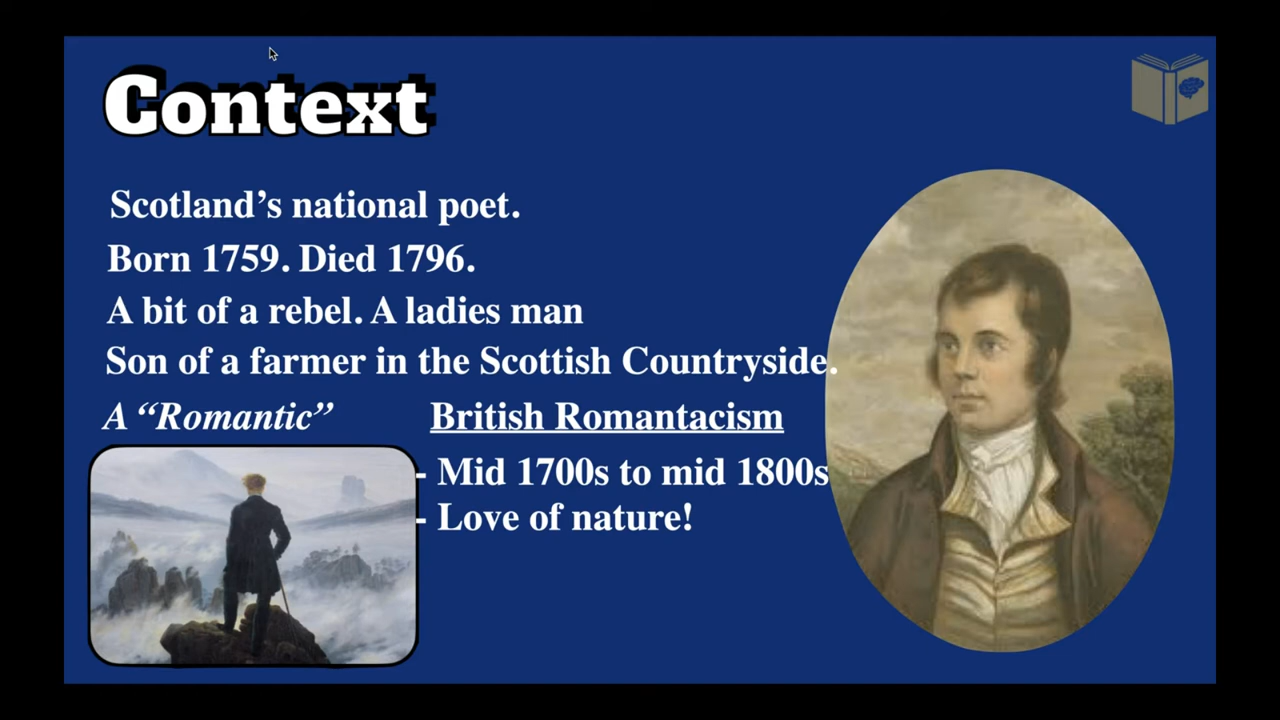 Context
Scotland’s national poet.
Born 1759. Died 1796.
A bit of a rebel. A ladies man
Son of a farmer in the Scottish Countryside.
A “Romantic”
British Romantacism
- Mid 1700s to mid 1800s
- Love of nature!